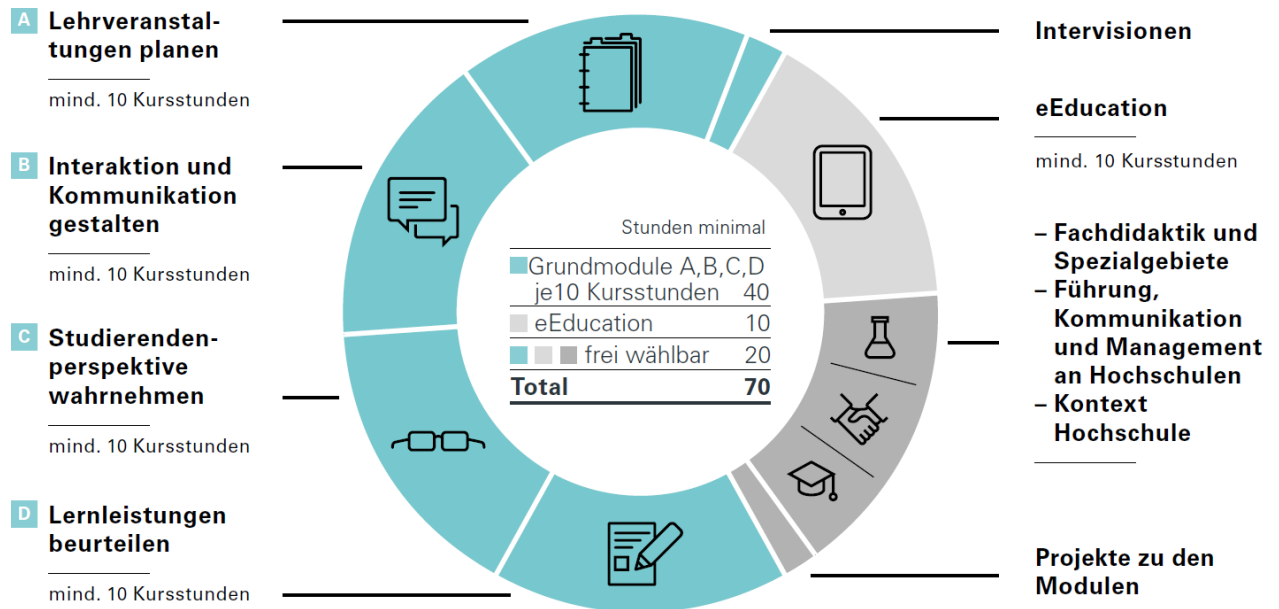 A Lehrveranstal-
tungen planen
mind. 10 Kursstunden
B Interaktion und
Kommunikation
gestalten
mind. 10 Kursstunden
C Studierenden-
perspektive
wahrnehmen
mind. 10 Kursstunden
D Lernleistungen
beurteilen
mind. 10 Kursstunden
Stunden minimal
Grundmodule A,B,C,D
je10 Kursstunden 40
eEducation 10
frei wählbar 20
Total 70
Intervisionen
eEducation
mind. 10 Kursstunden
– Fachdidaktik und
Spezialgebiete
– Führung,
Kommunikation
und Management
an Hochschulen
– Kontext
Hochschule
Projekte zu den
Modulen